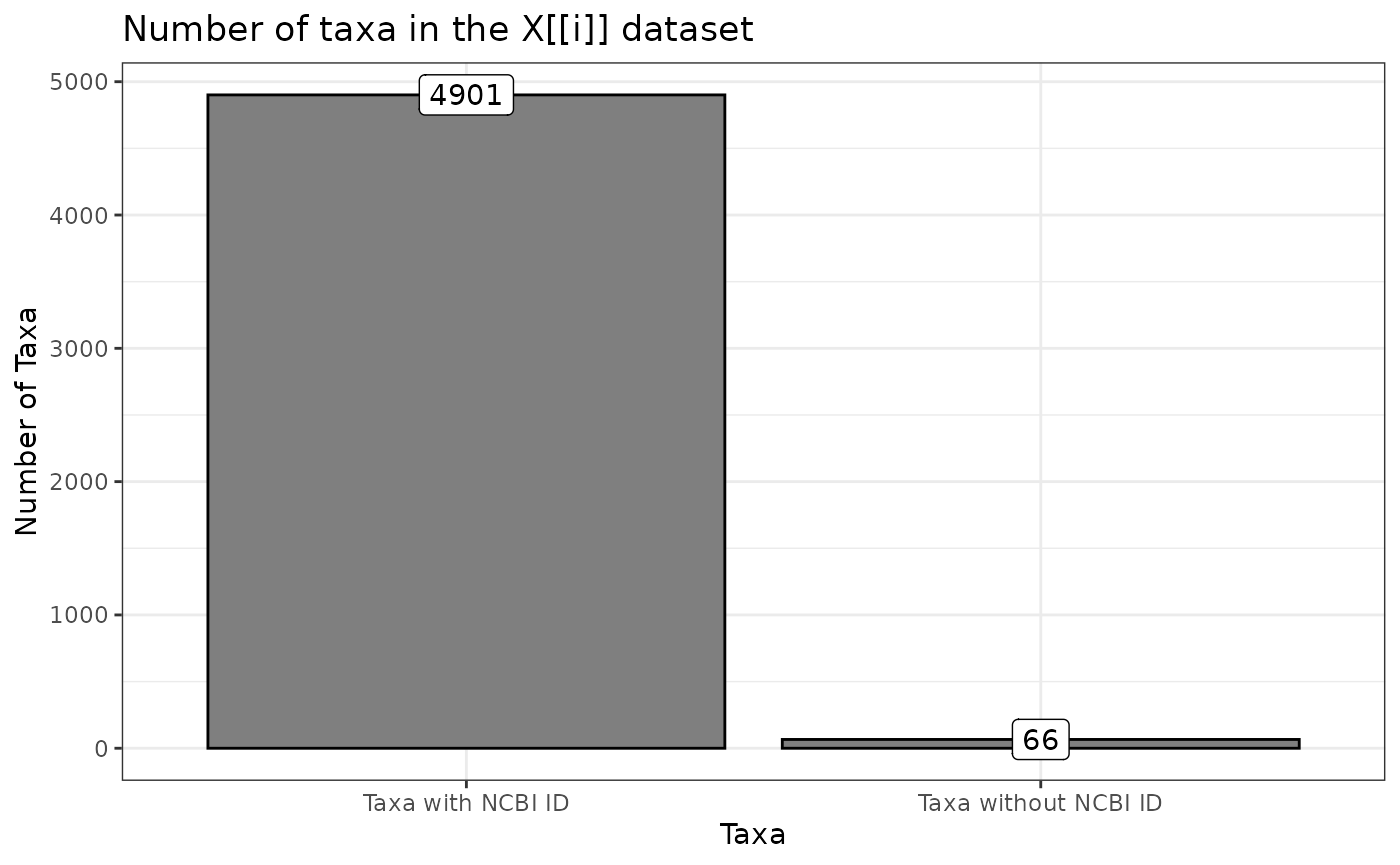 Number of taxa in the X[[i]] dataset
Number of Taxa
5000
4000
3000
2000
1000
0
4901
66
Taxa with NCBI ID
Taxa without NCBI ID
Taxa